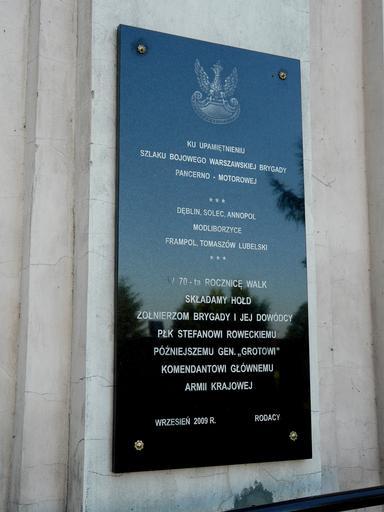 KU UPAMIĘTNIENIU
SZLAKU BOJOWEGO WARSZAWSKIEJ BRYGADY
PANCERNO - MOTOROWEJ
* * *
DĘBLIN, SOLEC, ANNOPOL
MODLIBORZYCE
FRAMPOL, TOMASZÓW LUBELSKI
* * *
W 70 - tą ROCZNICĘ WALK
SKŁADAMY HOŁD
ŻOŁNIERZOM BRYGADY I JEJ DOWÓDCY
PŁK STEFANOWI ROWECKIEMU
PÓŹNIEJSZEMU GEN. „GROTOWI"
KOMENDANTOWI GŁÓWNEMU
ARMII KRAJOWEJ
WRZESIEŃ 2009 R. RODACY